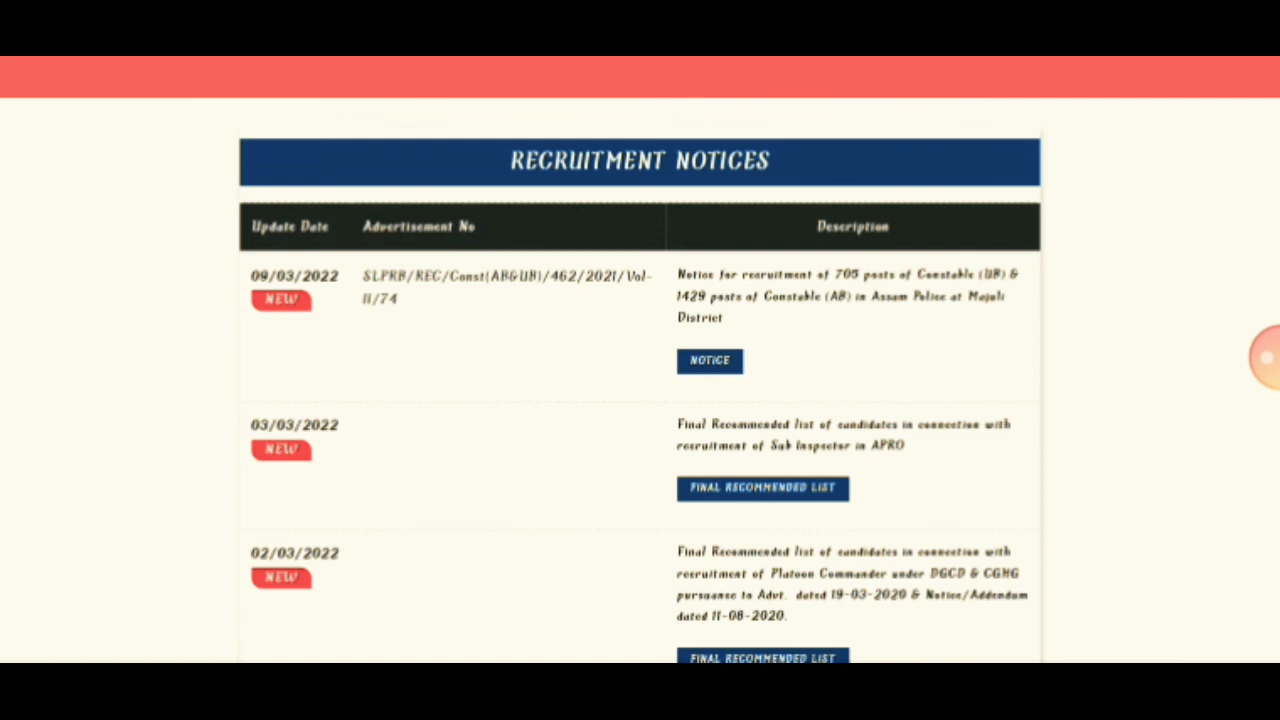 RECRUITMENT NOTICES
Update Date Advertisement No Description
09/03/2022
NEW
SLPRB/REC/Const(AB&UB)/462/2021/Vol-
II/74
Notice for recruitment of 705 posts of Constable (UB) &
1429 posts of Constable (AB) in Assam Police at Majuli
District
NOTICE
03/03/2022
NEW
Final Recommended list of candidates in connection with
recruitment of Sub Inspector in APRO
FINAL RECOMMENDED LIST
02/03/2022
NEW
Final Recommended list of candidates in connection with
recruitment of Platoon Commander under DGCD & CGHG
pursuance to Advt. dated 19-03-2020 & Notice/Addendum
dated 11-08-2020.
FINAL RECOMMENDED LIST